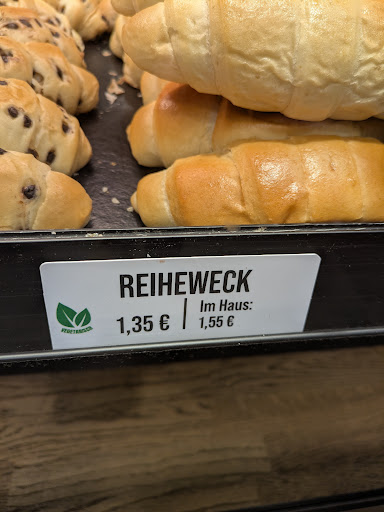 REIHEWECK
1,35 €
Im Haus:
1,55 €
VEGETARISCH